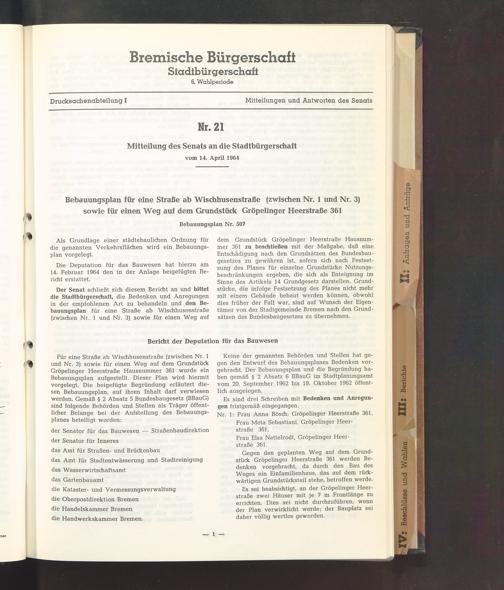 Bremische Bürgerschaft
Stadtbürgerschaft
6. Wahlperiode
Drucksachenabteilung I
Mitteilungen und Antworten des Senats
Nr. 21
Mitteilung des Senats an die Stadtbürgerschaft
vom 14. April 1964
Bebauungsplan für eine Straße ab Wischhusenstraße (zwischen Nr. 1 und Nr. 3)
sowie für einen Weg auf dem Grundstück Gröpelinger Heerstraße 361
Bebauungsplan Nr. 507
Als Grundlage einer städtebaulichen Ordnung für
die genannten Verkehrsflächen wird ein Bebauungs-
plan vorgelegt.
Die Deputation für das Bauwesen hat hierzu am
14. Februar 1964 den in der Anlage beigefügten Be-
richt erstattet.
Der Senat schließt sich diesem Bericht an und bittet
die Stadtbürgerschaft, die Bedenken und Anregungen
in der empfohlenen Art zu behandeln und den Be-
bauungsplan für eine Straße ab Wischhusenstraße
(zwischen Nr. 1 und Nr. 3) sowie für einen Weg auf
dem Grundstück Gröpelinger Heerstraße Hausnum-
mer 361 zu beschließen mit der Maßgabe, daß eine
Entschädigung nach den Grundsätzen des Bundesbau-
gesetzes zu gewähren ist, sofern sich nach Festset-
zung des Planes für einzelne Grundstücke Nutzungs-
beschränkungen ergeben, die sich als Enteignung im
Sinne des Artikels 14 Grundgesetz darstellen. Grund-
stücke, die infolge Festsetzung des Planes nicht mehr
mit einem Gebäude bebaut werden können, obwohl
dies früher der Fall war, sind auf Wunsch der Eigen-
tümer von der Stadtgemeinde Bremen nach den Grund-
sätzen des Bundesbaugesetzes zu übernehmen.
Bericht der Deputation für das Bauwesen
Für eine Straße ab Wischhusenstraße (zwischen Nr. 1
und Nr. 3) sowie für einen Weg auf dem Grundstück
Gröpelinger Heerstraße Hausnummer 361 wurde ein
Bebauungsplan aufgestellt. Dieser Plan wird hiermit
vorgelegt. Die beigefügte Begründung erläutert die-
sen Bebauungsplan, auf ihren Inhalt darf verwiesen
werden. Gemäß § 2 Absatz 5 Bundesbaugesetz (BBauG)
sind folgende Behörden und Stellen als Träger öffent-
licher Belange bei der Aufstellung des Bebauungs-
planes beteiligt worden:
der Senator für das Bauwesen — Straßenbaudirektion
der Senator für Inneres
das Amt für Straßen- und Brückenbau
das Amt für Stadtentwässerung und Stadtreinigung
das Wasserwirtschaftsamt
das Gartenbauamt
die Kataster- und Vermessungsverwaltung
die Oberpostdirektion Bremen
die Handelskammer Bremen
die Handwerkskammer Bremen.
Keine der genannten Behörden und Stellen hat ge-
gen den Entwurf des Bebauungsplanes Bedenken vor-
gebracht. Der Bebauungsplan und die Begründung ha-
ben gemäß § 2 Absatz 6 BBauG im Stadtplanungsamt
vom 20. September 1962 bis 19. Oktober 1962 öffent-
lich ausgelegen.
Es sind drei Schreiben mit Bedenken und Anregun-
gen fristgemäß eingegangen.
Nr. 1: Frau Anna Bösch, Gröpelinger Heerstraße 361,
Frau Meta Sebastiani, Gröpelinger Heer-
straße 361,
Frau Elsa Nettelrodt, Gröpelinger Heer-
straße 361.
Gegen den geplanten Weg auf dem Grund-
stück Gröpelinger Heerstraße 361 werden Be-
denken vorgebracht, da durch den Bau des
Weges ein Einfamilienhaus, das auf dem rück-
wärtigen Grundstücksteil stehe, betroffen werde.
Es sei beabsichtigt, an der Gröpelinger Heer-
straße zwei Häuser mit je 7 m Frontlänge zu
errichten. Dies sei nicht durchzuführen, wenn
der Plan verwirklicht werde; der Bauplatz sei
daher völlig wertlos geworden.
— 1 —
II: Anfragen und Anträge
III: Berichte
IV: Beschlüsse und Wahlen